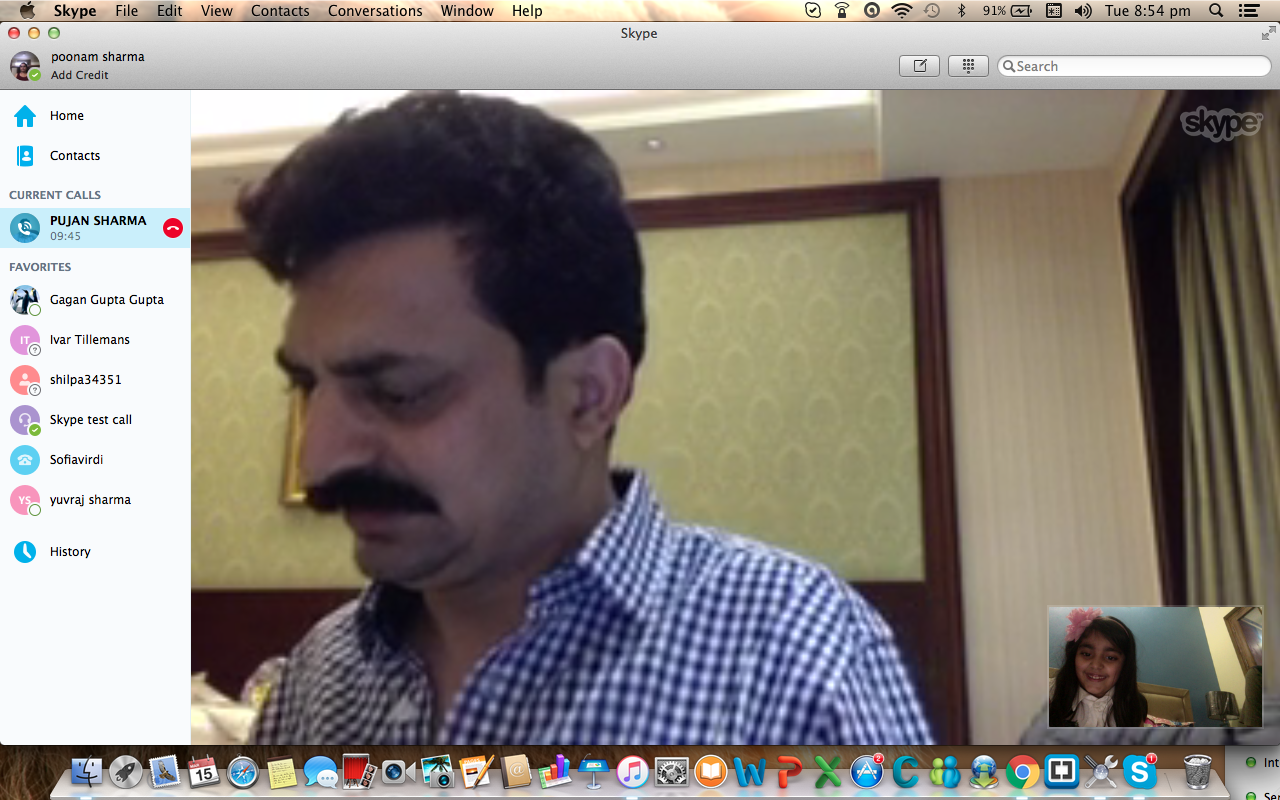 Skype File Edit View Contacts Conversations Window Help 91% Tue 8:54 pm
Skype
poonam sharma
Add Credit
Search
Home
Contacts
CURRENT CALLS
PUJAN SHARMA
09:45
FAVORITES
Gagan Gupta Gupta
IT Ivar Tillemans
shilpa34351
Skype test call
Sofiavirdi
YS yuvraj sharma
History
skype
15
2
1
Int
Ser